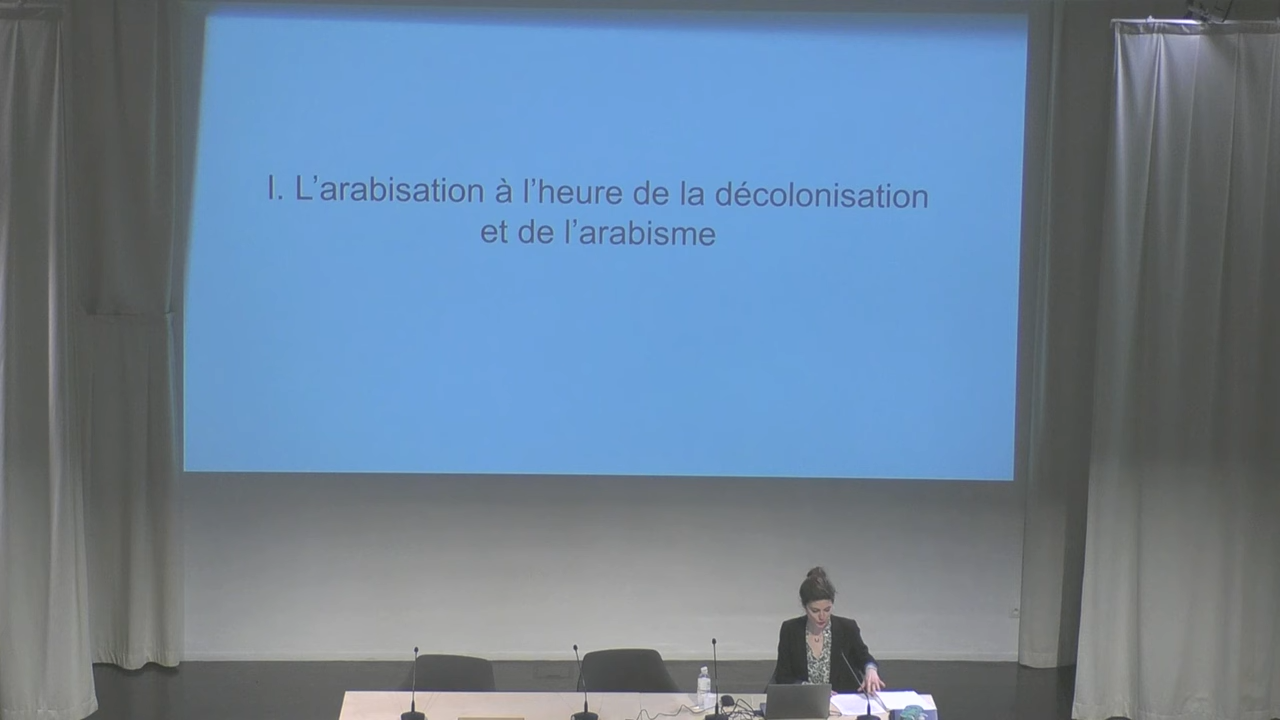 I. L’arabisation à l’heure de la décolonisation
et de l’arabisme